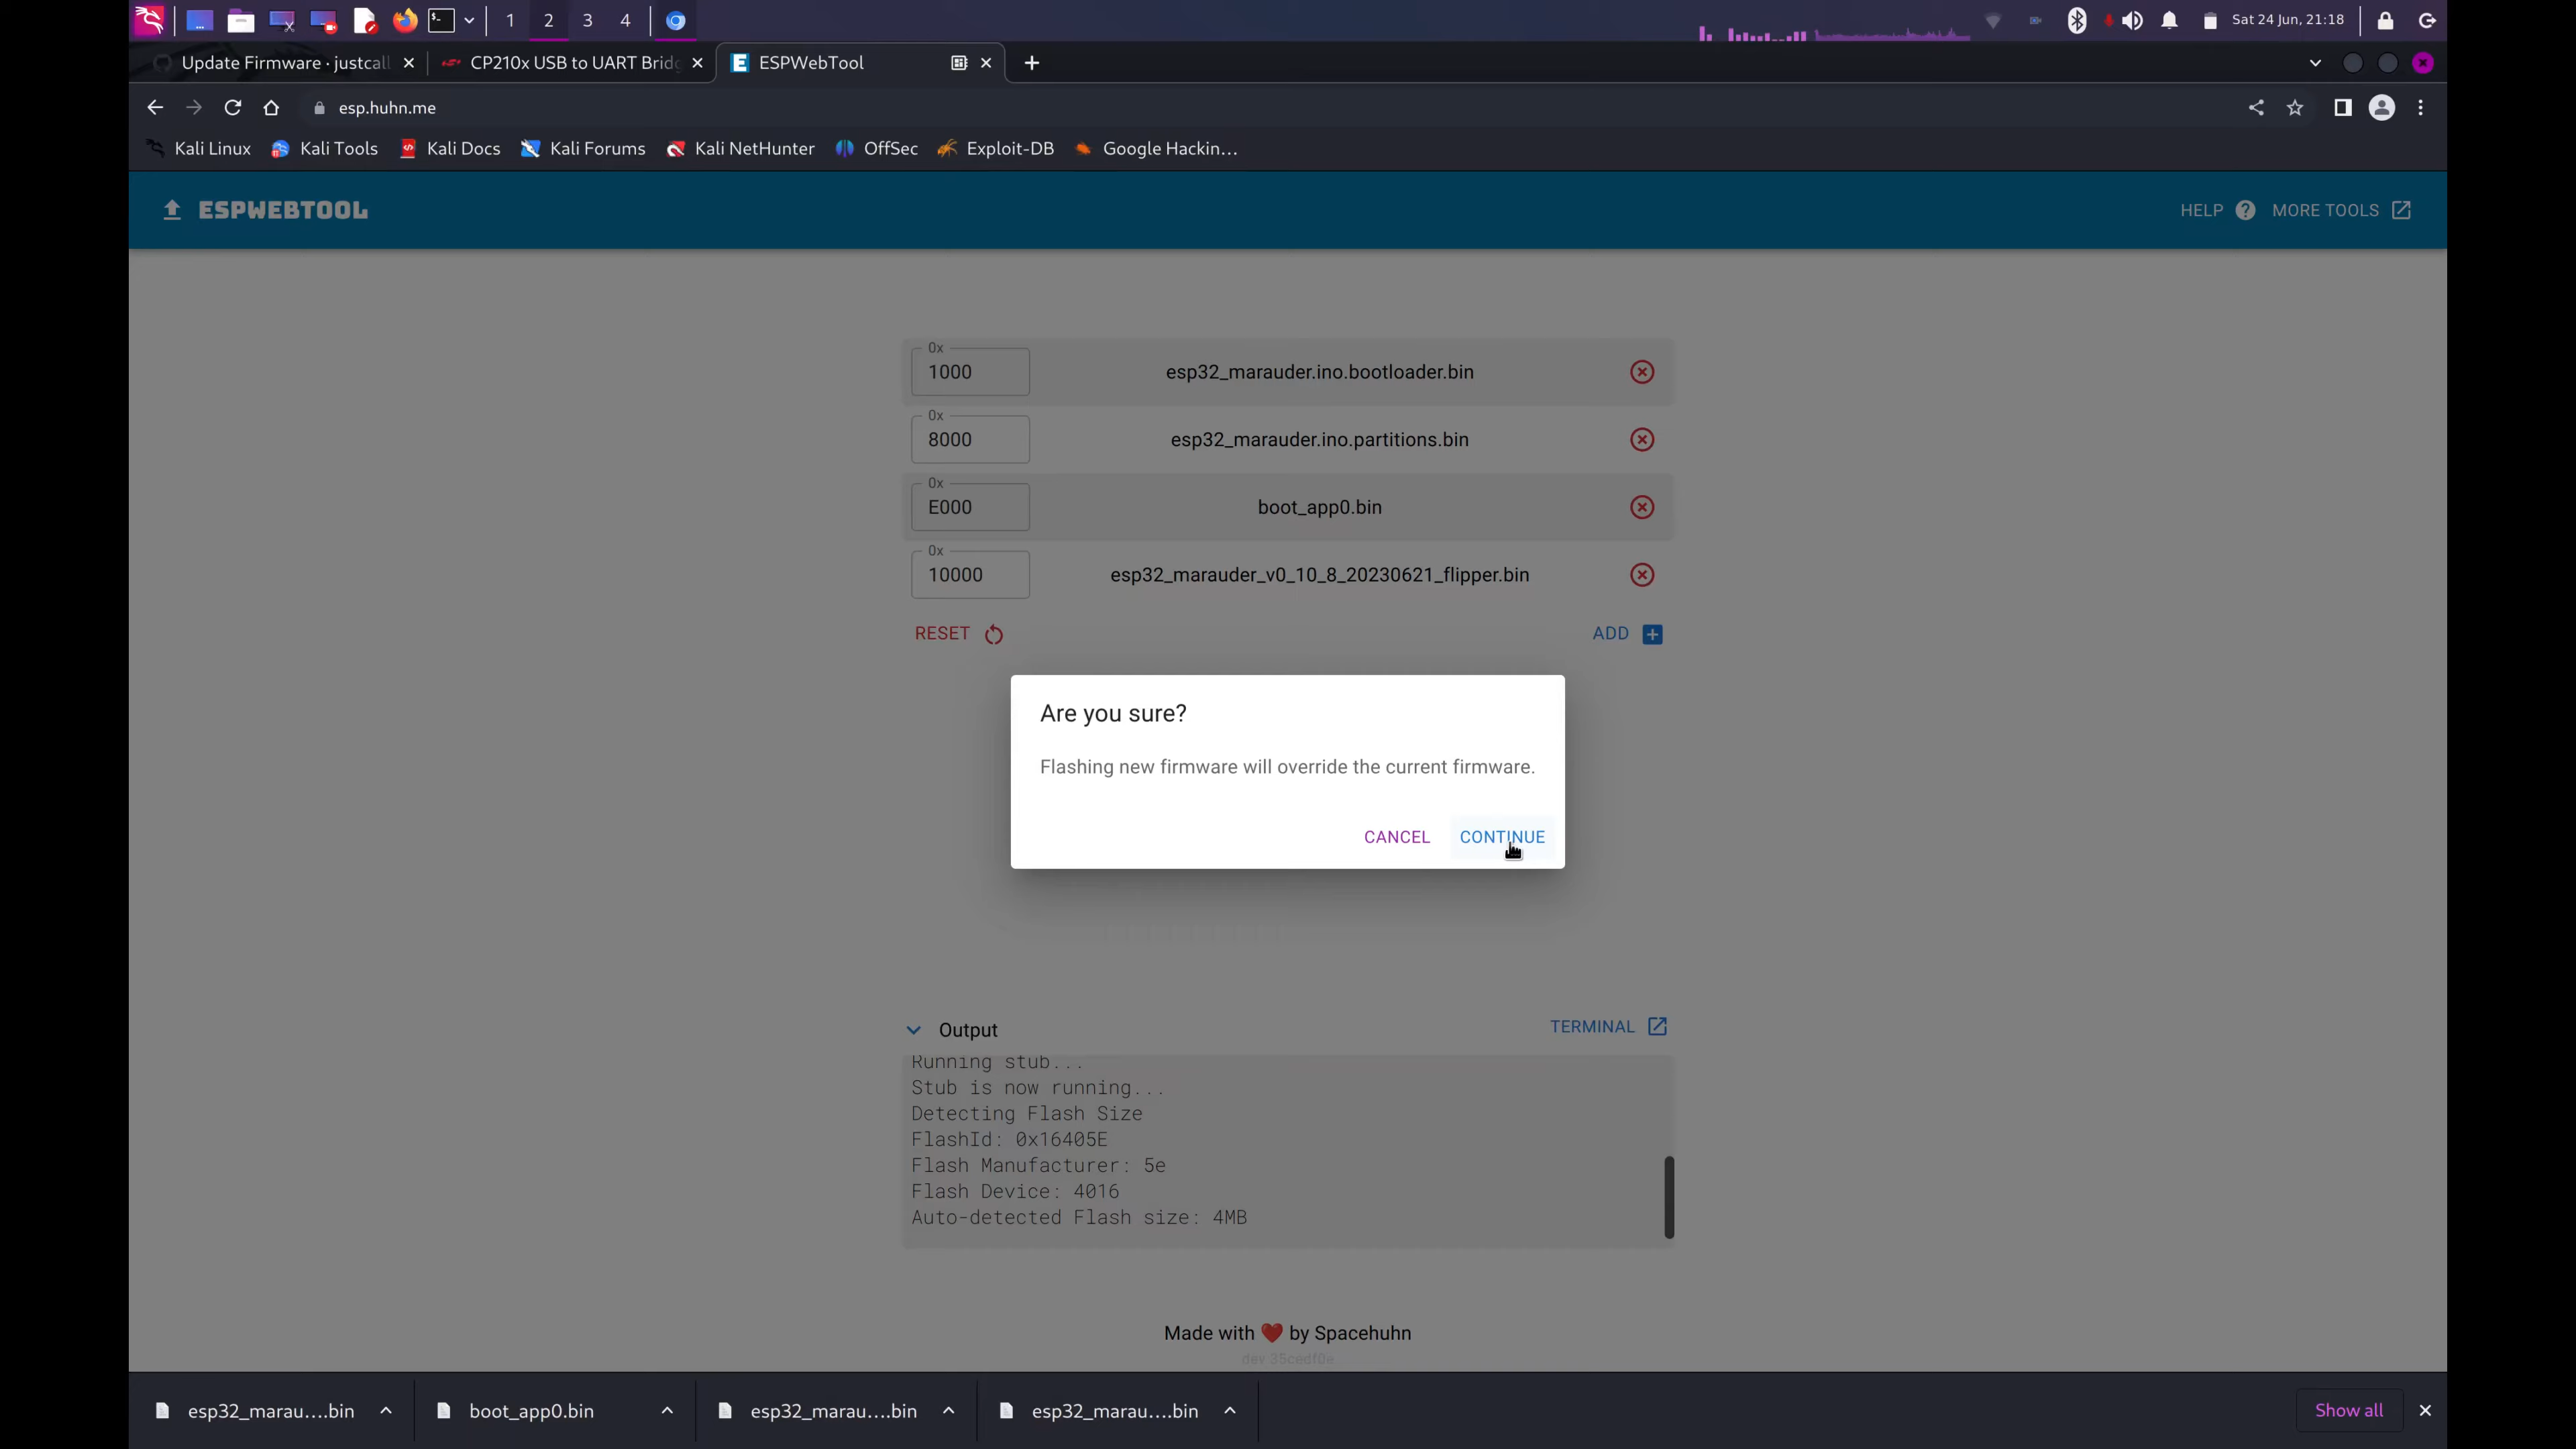 1 2 3 4 Sat 24 Jun, 21:18
Update Firmware · justcall
CP210x USB to UART Bridg
ESPWebTool
esp.huhn.me
Kali Linux Kali Tools Kali Docs Kali Forums Kali NetHunter OffSec Exploit-DB Google Hackin...
ESPWEBTOOL HELP MORE TOOLS
0x
1000 esp32_marauder.ino.bootloader.bin
0x
8000 esp32_marauder.ino.partitions.bin
0x
E000 boot_app0.bin
0x
10000 esp32_marauder_v0_10_8_20230621_flipper.bin
RESET ADD
Are you sure?
Flashing new firmware will override the current firmware.
CANCEL CONTINUE
Output TERMINAL
Running stub...
Stub is now running...
Detecting Flash Size
FlashId: 0x16405E
Flash Manufacturer: 5e
Flash Device: 4016
Auto-detected Flash size: 4MB
Made with ❤️ by Spacehuhn
dev 35cedf0e
esp32_marau....bin boot_app0.bin esp32_marau....bin esp32_marau....bin Show all